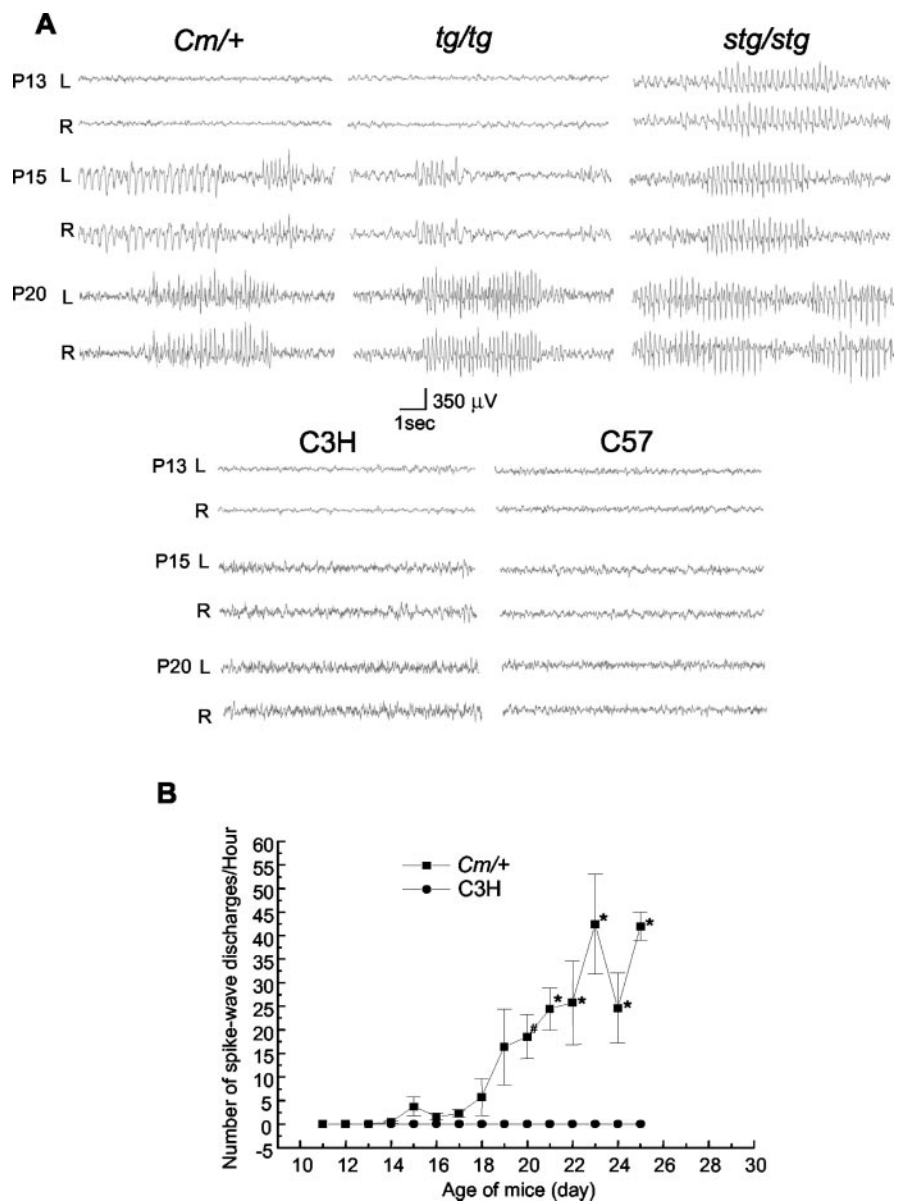 A
Cm/+ tg/tg stg/stg
P13 L
R
P15 L
R
P20 L
R
350 µV
1sec
C3H C57
P13 L
R
P15 L
R
P20 L
R
B
Number of spike-wave discharges/Hour
60
55
50
45
40
35
30
25
20
15
10
5
0
-5
Cm/+
C3H
*
*
*
*
*
#
10 12 14 16 18 20 22 24 26 28 30
Age of mice (day)